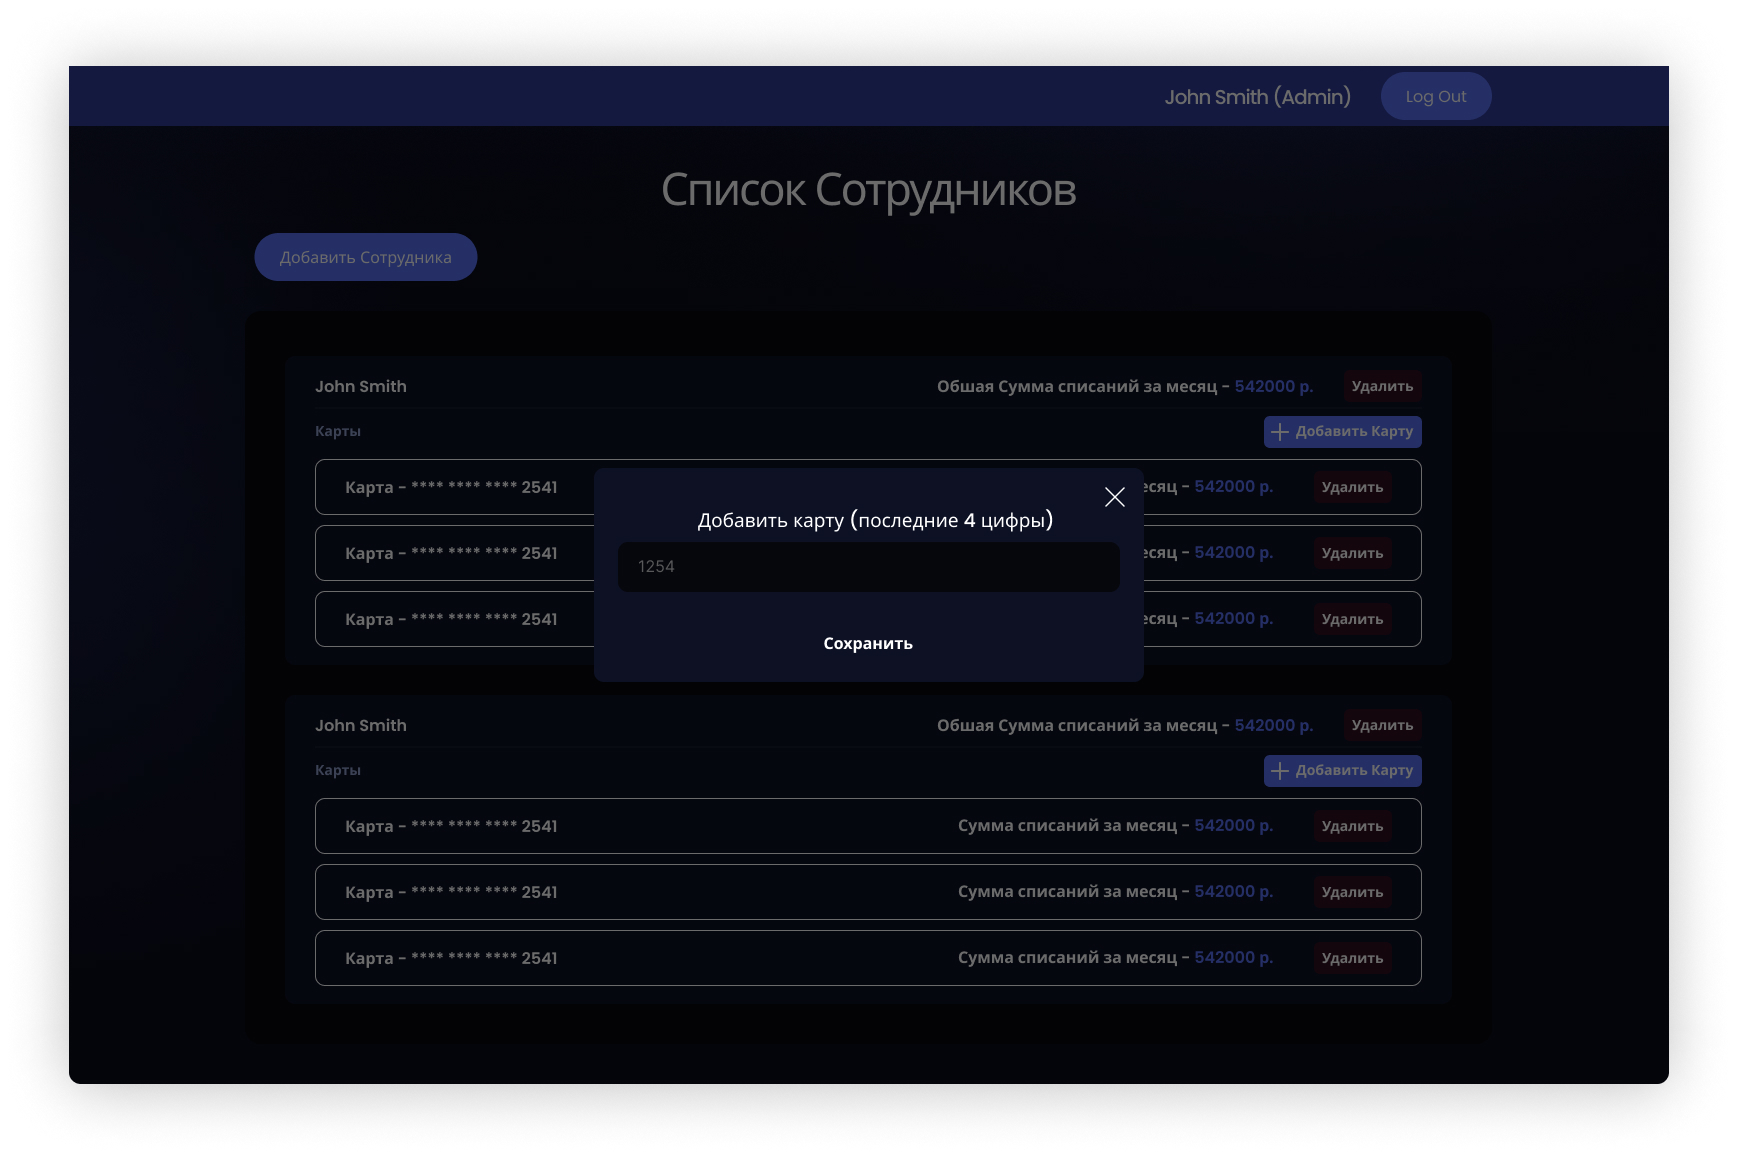 John Smith (Admin) Log Out
Список Сотрудников
Добавить Сотрудника
John Smith Обшая Сумма списаний за месяц - 542000 р. Удалить
Карты Добавить Карту
Карта - **** **** **** 2541 есяц - 542000 р. Удалить
Добавить карту (последние 4 цифры)
Карта - **** **** **** 2541 есяц - 542000 р. Удалить
1254
Карта - **** **** **** 2541 есяц - 542000 р. Удалить
Сохранить
John Smith Обшая Сумма списаний за месяц - 542000 р. Удалить
Карты Добавить Карту
Карта - **** **** **** 2541 Сумма списаний за месяц - 542000 р. Удалить
Карта - **** **** **** 2541 Сумма списаний за месяц - 542000 р. Удалить
Карта - **** **** **** 2541 Сумма списаний за месяц - 542000 р. Удалить